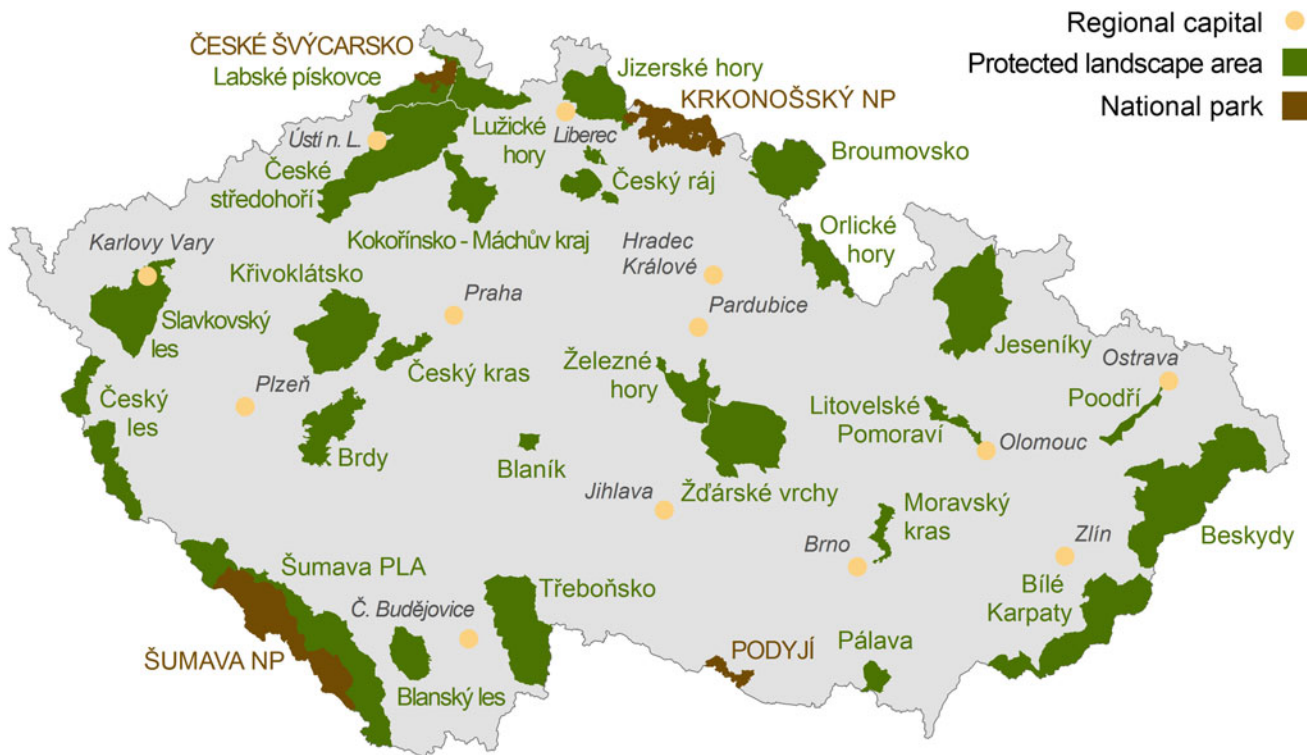 Regional capital
Protected landscape area
National park
ČESKÉ ŠVÝCARSKO
Labské pískovce
Jizerské hory
KRKONOŠSKÝ NP
Ústí n. L.
Lužické
hory
Liberec
České
středohoří
Český ráj
Broumovsko
Kokořínsko - Máchův kraj
Orlické
hory
Karlovy Vary
Křivoklátsko
Hradec
Králové
Praha
Pardubice
Slavkovský
les
Český kras
Železné
hory
Jeseníky
Ostrava
Plzeň
Český
les
Poodří
Litovelské
Pomoraví
Olomouc
Brdy
Blaník
Jihlava
Žďárské vrchy
Moravský
kras
Brno
Zlín
Beskydy
Šumava PLA
Třeboňsko
Bílé
Karpaty
Č. Budějovice
ŠUMAVA NP
PODYJÍ
Pálava
Blanský les